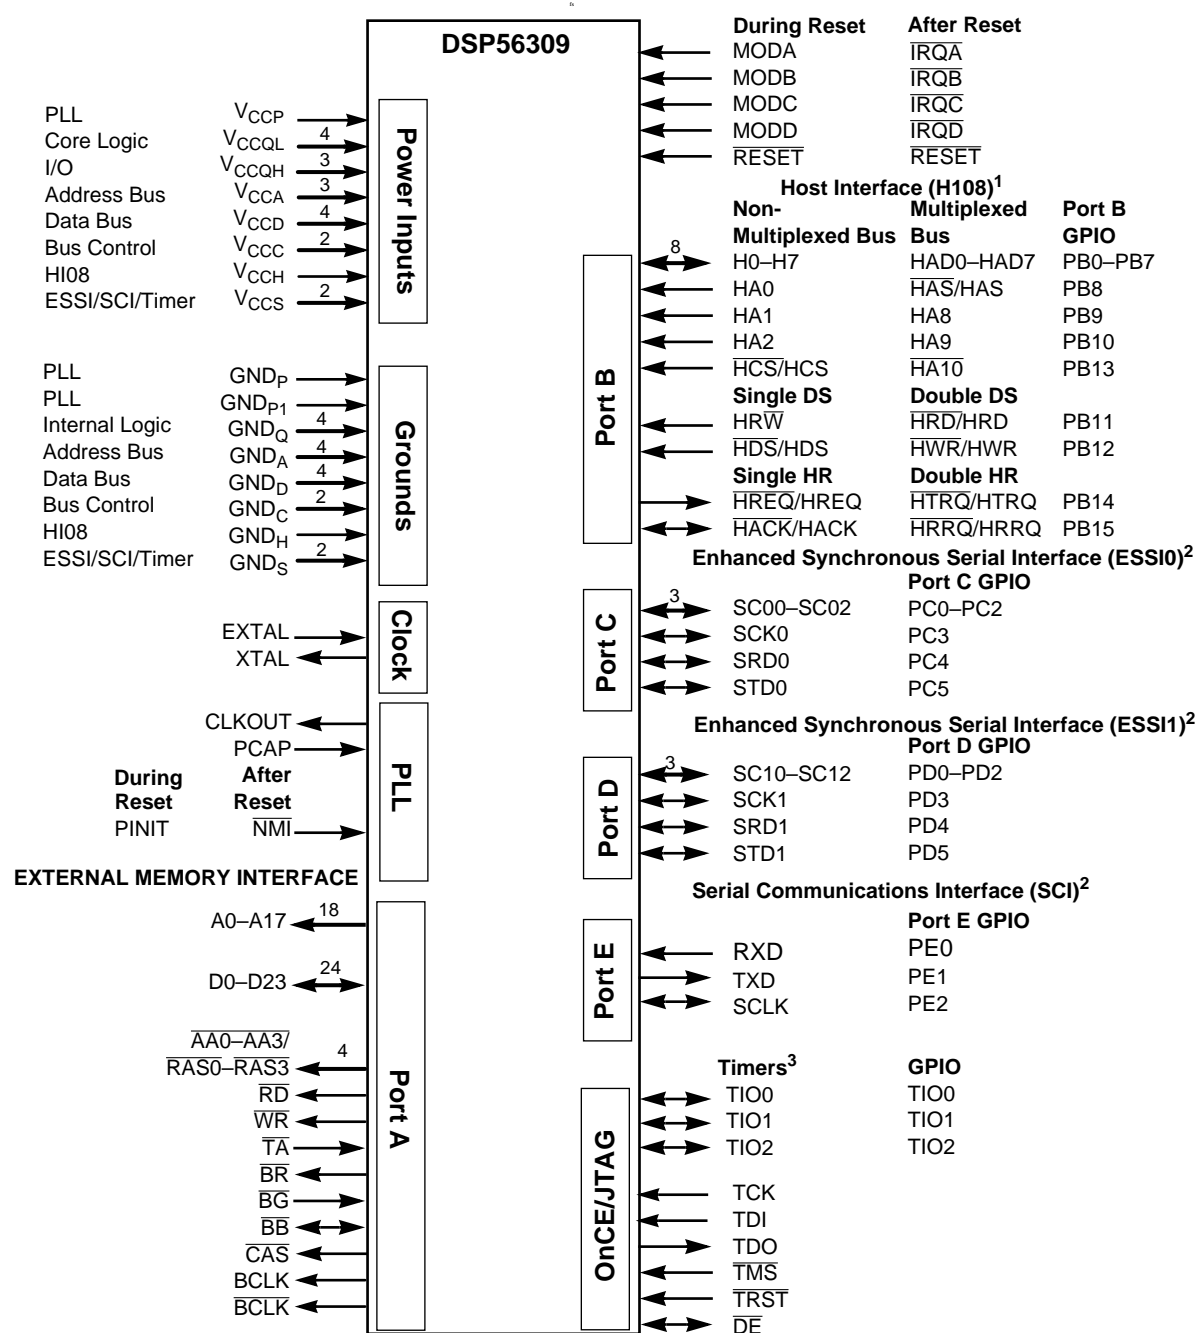 DSP56309
During Reset After Reset
MODA IRQA
MODB IRQB
MODC IRQC
MODD IRQD
RESET RESET
PLL VCCP
Core Logic VCCQL 4
I/O VCCQH 3
Address Bus VCCA 3
Data Bus VCCD 4
Bus Control VCCC 2
HI08 VCCH
ESSI/SCI/Timer VCCS 2
Power Inputs
PLL GNDP
PLL GNDP1
Internal Logic GNDQ 4
Address Bus GNDA 4
Data Bus GNDD 4
Bus Control GNDC 2
HI08 GNDH
ESSI/SCI/Timer GNDS 2
Grounds
EXTAL
XTAL
Clock
CLKOUT
PCAP
During After
Reset Reset
PINIT NMI
PLL
EXTERNAL MEMORY INTERFACE
A0–A17 18
D0–D23 24
AA0–AA3/
RAS0–RAS3 4
RD
WR
TA
BR
BG
BB
CAS
BCLK
BCLK
Port A
Host Interface (H108)1
Non- Multiplexed Port B
Multiplexed Bus Bus GPIO
8 H0–H7 HAD0–HAD7 PB0–PB7
HA0 HAS/HAS PB8
HA1 HA8 PB9
HA2 HA9 PB10
HCS/HCS HA10 PB13
Single DS Double DS
HRW HRD/HRD PB11
HDS/HDS HWR/HWR PB12
Single HR Double HR
HREQ/HREQ HTRQ/HTRQ PB14
HACK/HACK HRRQ/HRRQ PB15
Port B
Enhanced Synchronous Serial Interface (ESSI0)2
Port C GPIO
3 SC00–SC02 PC0–PC2
SCK0 PC3
SRD0 PC4
STD0 PC5
Port C
Enhanced Synchronous Serial Interface (ESSI1)2
Port D GPIO
3 SC10–SC12 PD0–PD2
SCK1 PD3
SRD1 PD4
STD1 PD5
Port D
Serial Communications Interface (SCI)2
Port E GPIO
RXD PE0
TXD PE1
SCLK PE2
Port E
Timers3 GPIO
TIO0 TIO0
TIO1 TIO1
TIO2 TIO2
TCK
TDI
TDO
TMS
TRST
DE
OnCE/JTAG